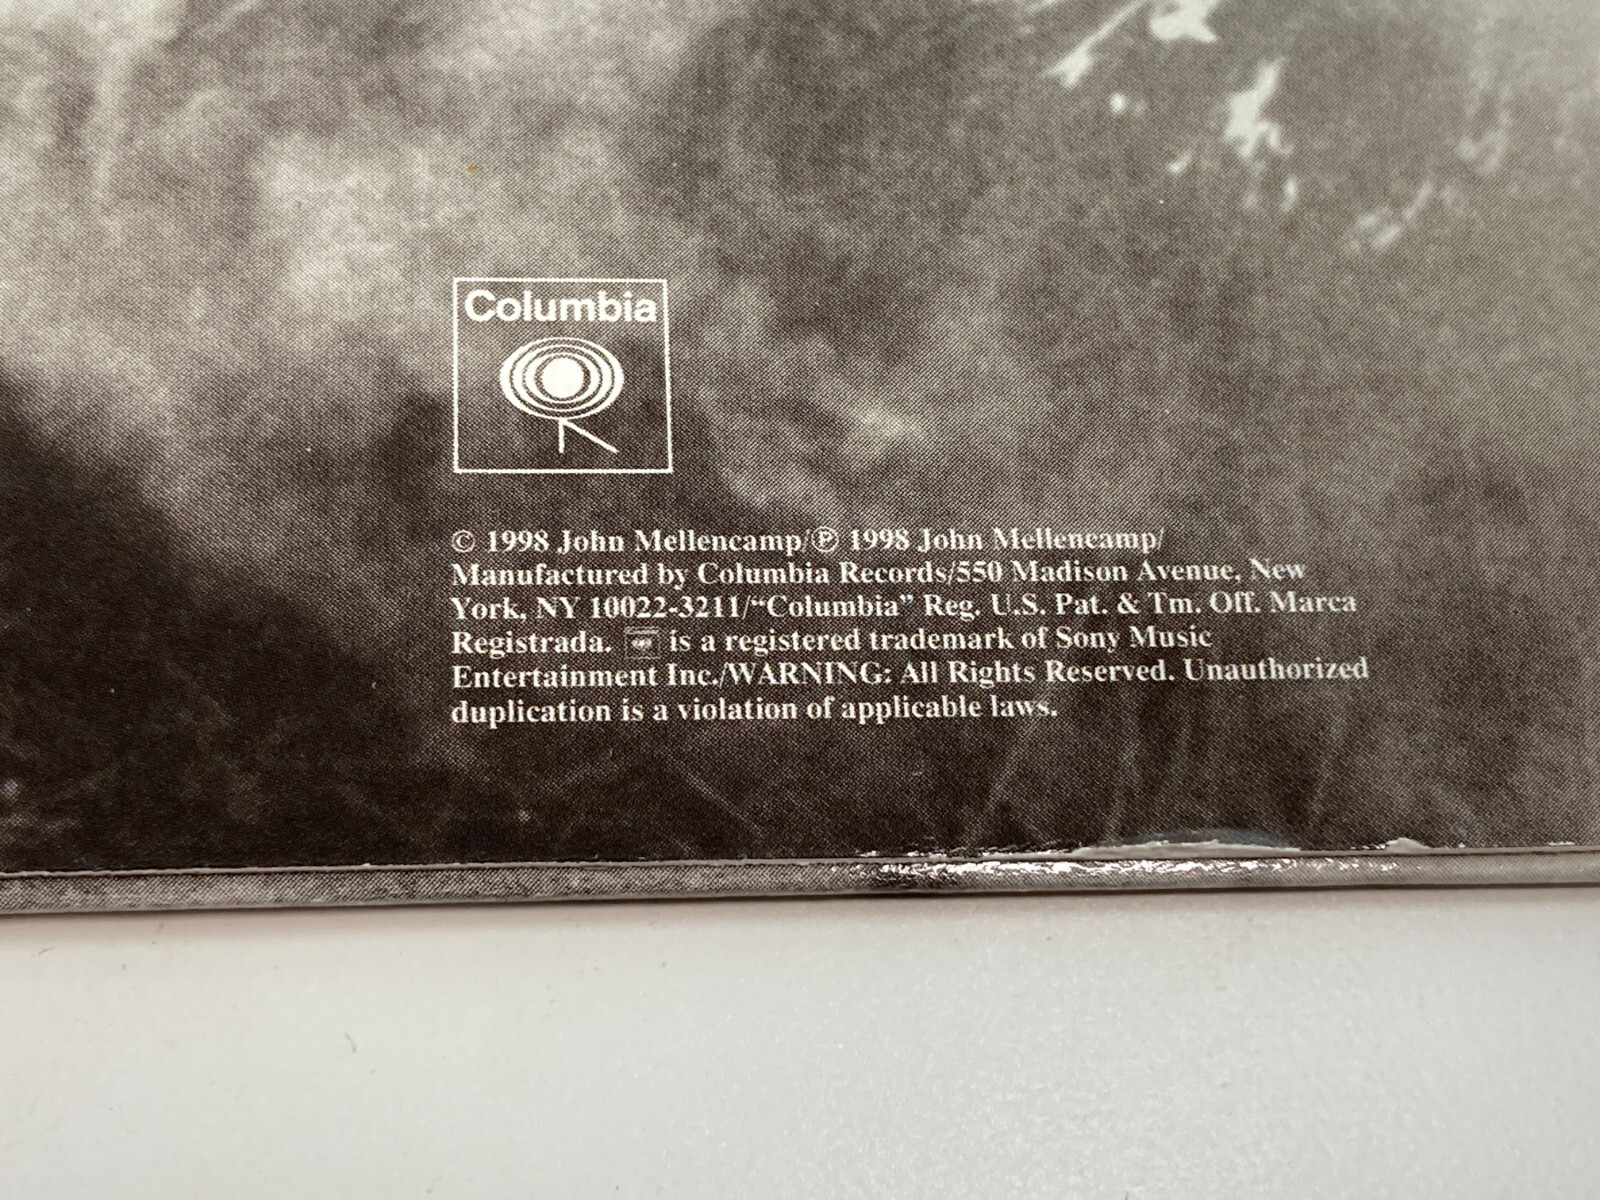 Columbia
© 1998 John Mellencamp/℗ 1998 John Mellencamp/
Manufactured by Columbia Records/550 Madison Avenue, New
York, NY 10022-3211/“Columbia” Reg. U.S. Pat. & Tm. Off. Marca
Registrada. is a registered trademark of Sony Music
Entertainment Inc./WARNING: All Rights Reserved. Unauthorized
duplication is a violation of applicable laws.